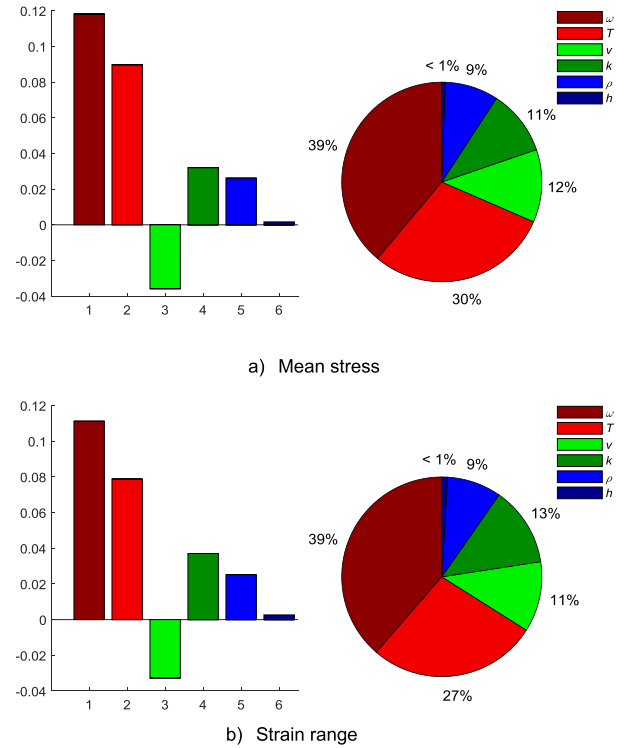 0.12
0.1
0.08
0.06
0.04
0.02
0
-0.02
-0.04
1 2 3 4 5 6
< 1%
9%
11%
12%
30%
39%
ω
T
ν
k
ρ
h
a) Mean stress
0.12
0.1
0.08
0.06
0.04
0.02
0
-0.02
-0.04
1 2 3 4 5 6
< 1%
9%
13%
11%
27%
39%
ω
T
ν
k
ρ
h
b) Strain range